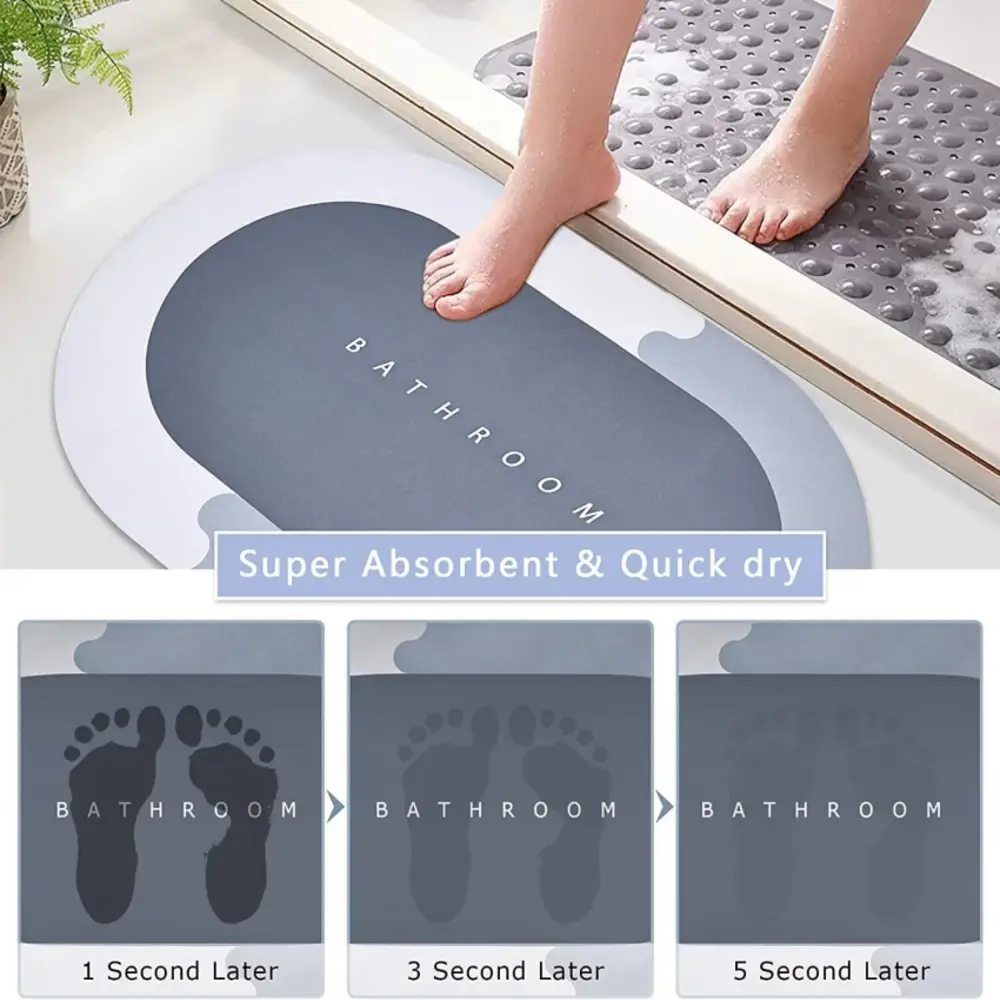 BATHROOM
Super Absorbent & Quick dry
BATHROOM
BATHROOM
BATHROOM
1 Second Later
3 Second Later
5 Second Later